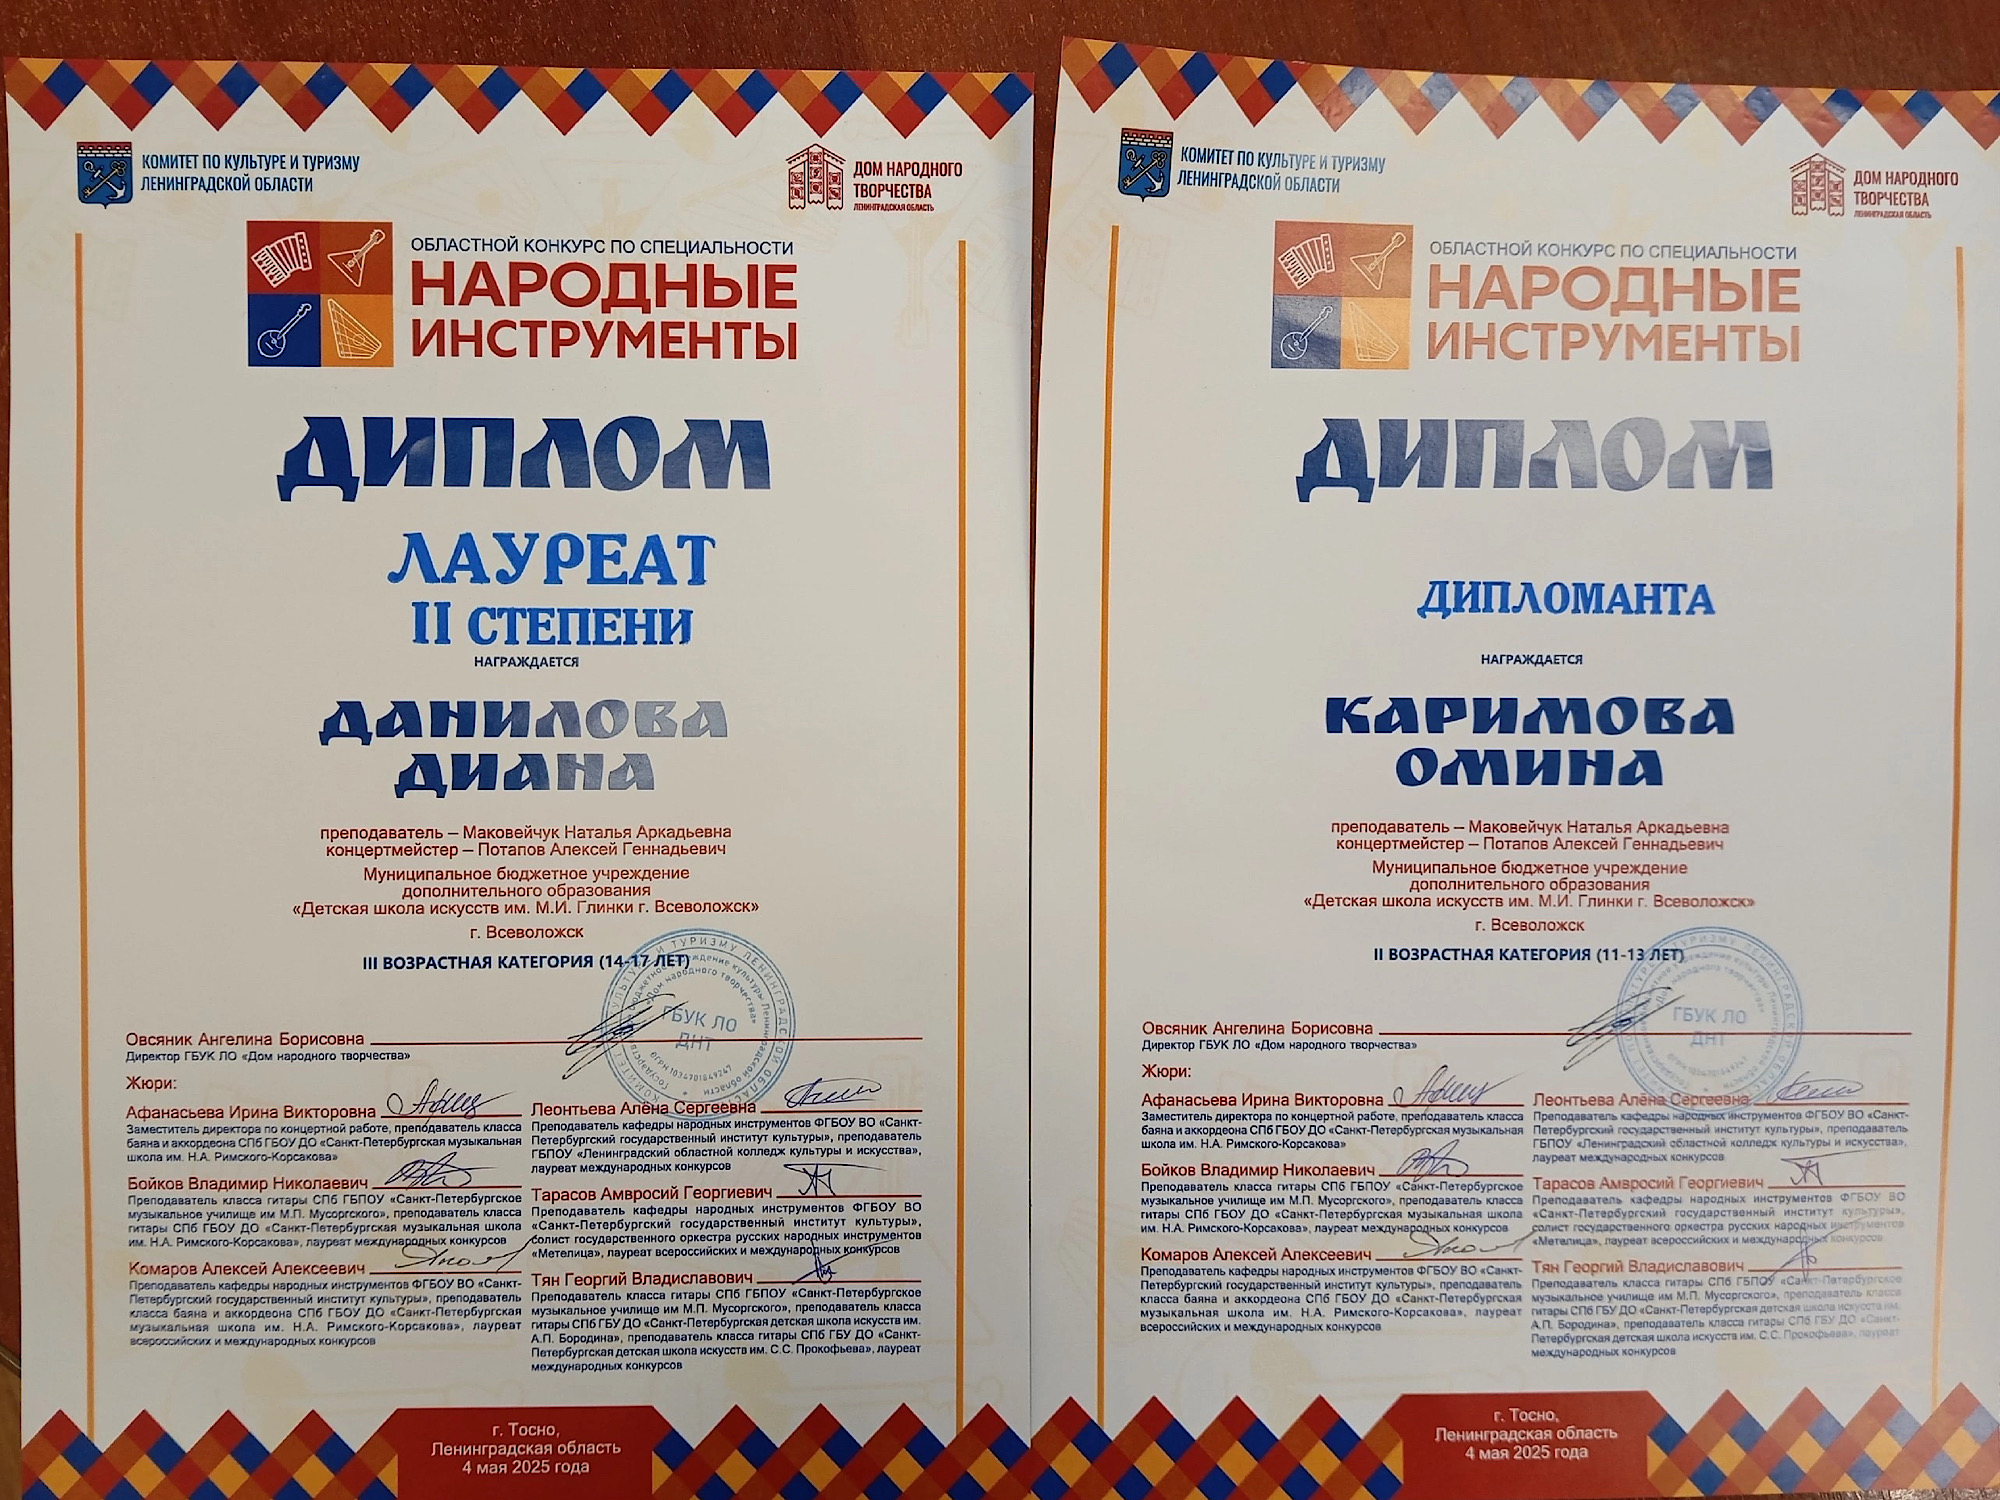 КОМИТЕТ ПО КУЛЬТУРЕ И ТУРИЗМУ
ЛЕНИНГРАДСКОЙ ОБЛАСТИ
ДОМ НАРОДНОГО
ТВОРЧЕСТВА
ЛЕНИНГРАДСКАЯ ОБЛАСТЬ
ОБЛАСТНОЙ КОНКУРС ПО СПЕЦИАЛЬНОСТИ
НАРОДНЫЕ
ИНСТРУМЕНТЫ
ДИПЛОМ
ЛАУРЕАТ
II СТЕПЕНИ
НАГРАЖДАЕТСЯ
ДАНИЛОВА
ДИАНА
преподаватель – Маковейчук Наталья Аркадьевна
концертмейстер – Потапов Алексей Геннадьевич
Муниципальное бюджетное учреждение
дополнительного образования
«Детская школа искусств им. М.И. Глинки г. Всеволожск»
г. Всеволожск
III ВОЗРАСТНАЯ КАТЕГОРИЯ (14-17 ЛЕТ)
ГБУК ЛО
ДНТ
Овсяник Ангелина Борисовна
Директор ГБУК ЛО «Дом народного творчества»
Жюри:
Афанасьева Ирина Викторовна
Заместитель директора по концертной работе, преподаватель класса
баяна и аккордеона СПб ГБОУ ДО «Санкт-Петербургская музыкальная
школа им. Н.А. Римского-Корсакова»
Бойков Владимир Николаевич
Преподаватель класса гитары СПб ГБПОУ «Санкт-Петербургское
музыкальное училище им М.П. Мусоргского», преподаватель класса
гитары СПб ГБОУ ДО «Санкт-Петербургская музыкальная школа
им. Н.А. Римского-Корсакова», лауреат международных конкурсов
Комаров Алексей Алексеевич
Преподаватель кафедры народных инструментов ФГБОУ ВО «Санкт-
Петербургский государственный институт культуры», преподаватель
класса баяна и аккордеона СПб ГБОУ ДО «Санкт-Петербургская
музыкальная школа им. Н.А. Римского-Корсакова», лауреат
всероссийских и международных конкурсов
Леонтьева Алёна Сергеевна
Преподаватель кафедры народных инструментов ФГБОУ ВО «Санкт-
Петербургский государственный институт культуры», преподаватель
ГБПОУ «Ленинградский областной колледж культуры и искусства»,
лауреат международных конкурсов
Тарасов Амвросий Георгиевич
Преподаватель кафедры народных инструментов ФГБОУ ВО
«Санкт-Петербургский государственный институт культуры»,
солист государственного оркестра русских народных инструментов
«Метелица», лауреат всероссийских и международных конкурсов
Тян Георгий Владиславович
Преподаватель класса гитары СПб ГБПОУ «Санкт-Петербургское
музыкальное училище им. М.П. Мусоргского», преподаватель класса
гитары СПб ГБУ ДО «Санкт-Петербургская детская школа искусств им.
А.П. Бородина», преподаватель класса гитары СПб ГБУ ДО «Санкт-
Петербургская детская школа искусств им. С.С. Прокофьева», лауреат
международных конкурсов
г. Тосно,
Ленинградская область
4 мая 2025 года
КОМИТЕТ ПО КУЛЬТУРЕ И ТУРИЗМУ
ЛЕНИНГРАДСКОЙ ОБЛАСТИ
ДОМ НАРОДНОГО
ТВОРЧЕСТВА
ЛЕНИНГРАДСКАЯ ОБЛАСТЬ
ОБЛАСТНОЙ КОНКУРС ПО СПЕЦИАЛЬНОСТИ
НАРОДНЫЕ
ИНСТРУМЕНТЫ
ДИПЛОМ
ДИПЛОМАНТА
НАГРАЖДАЕТСЯ
КАРИМОВА
ОМИНА
преподаватель – Маковейчук Наталья Аркадьевна
концертмейстер – Потапов Алексей Геннадьевич
Муниципальное бюджетное учреждение
дополнительного образования
«Детская школа искусств им. М.И. Глинки г. Всеволожск»
г. Всеволожск
II ВОЗРАСТНАЯ КАТЕГОРИЯ (11-13 ЛЕТ)
ГБУК ЛО
ДНТ
Овсяник Ангелина Борисовна
Директор ГБУК ЛО «Дом народного творчества»
Жюри:
Афанасьева Ирина Викторовна
Заместитель директора по концертной работе, преподаватель класса
баяна и аккордеона СПб ГБОУ ДО «Санкт-Петербургская музыкальная
школа им. Н.А. Римского-Корсакова»
Бойков Владимир Николаевич
Преподаватель класса гитары СПб ГБПОУ «Санкт-Петербургское
музыкальное училище им М.П. Мусоргского», преподаватель класса
гитары СПб ГБОУ ДО «Санкт-Петербургская музыкальная школа
им. Н.А. Римского-Корсакова», лауреат международных конкурсов
Комаров Алексей Алексеевич
Преподаватель кафедры народных инструментов ФГБОУ ВО «Санкт-
Петербургский государственный институт культуры», преподаватель
класса баяна и аккордеона СПб ГБОУ ДО «Санкт-Петербургская
музыкальная школа им. Н.А. Римского-Корсакова», лауреат
всероссийских и международных конкурсов
Леонтьева Алёна Сергеевна
Преподаватель кафедры народных инструментов ФГБОУ ВО «Санкт-
Петербургский государственный институт культуры», преподаватель
ГБПОУ «Ленинградский областной колледж культуры и искусства»,
лауреат международных конкурсов
Тарасов Амвросий Георгиевич
Преподаватель кафедры народных инструментов ФГБОУ ВО
«Санкт-Петербургский государственный институт культуры»,
солист государственного оркестра русских народных инструментов
«Метелица», лауреат всероссийских и международных конкурсов
Тян Георгий Владиславович
Преподаватель класса гитары СПб ГБПОУ «Санкт-Петербургское
музыкальное училище им. М.П. Мусоргского», преподаватель класса
гитары СПб ГБУ ДО «Санкт-Петербургская детская школа искусств им.
А.П. Бородина», преподаватель класса гитары СПб ГБУ ДО «Санкт-
Петербургская детская школа искусств им. С.С. Прокофьева», лауреат
международных конкурсов
г. Тосно,
Ленинградская область
4 мая 2025 года